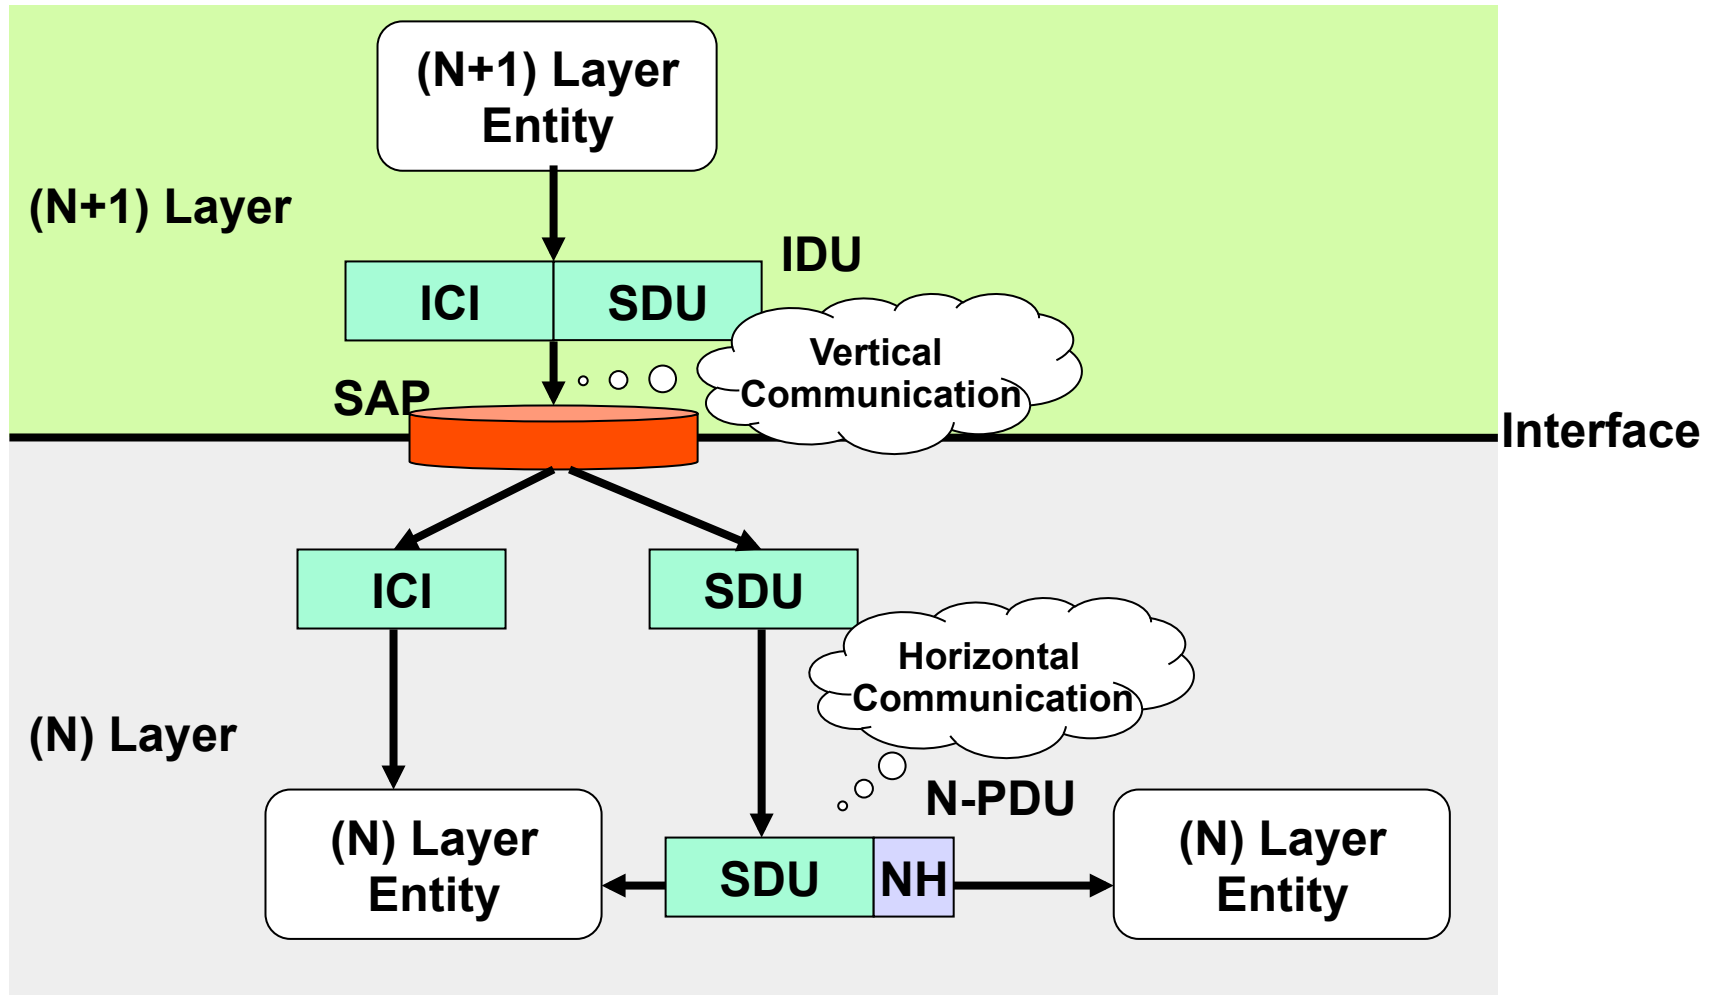 (N+1) Layer
Entity
(N+1) Layer
IDU
ICI
SDU
Vertical
Communication
SAP
Interface
ICI
SDU
Horizontal
Communication
(N) Layer
N-PDU
(N) Layer
Entity
SDU
NH
(N) Layer
Entity